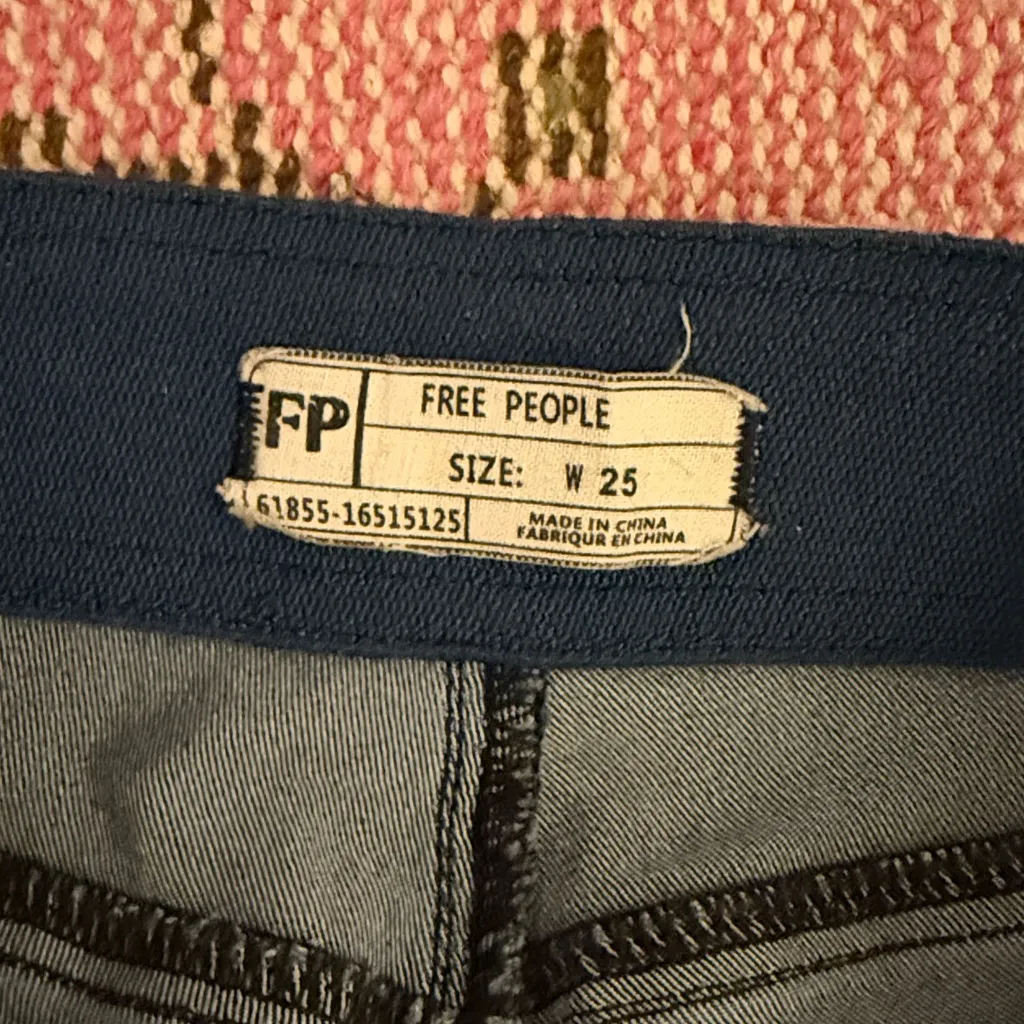 FP
FREE PEOPLE
SIZE: W 25
61855-16515125
MADE IN CHINA
FABRIQUR EN CHINA